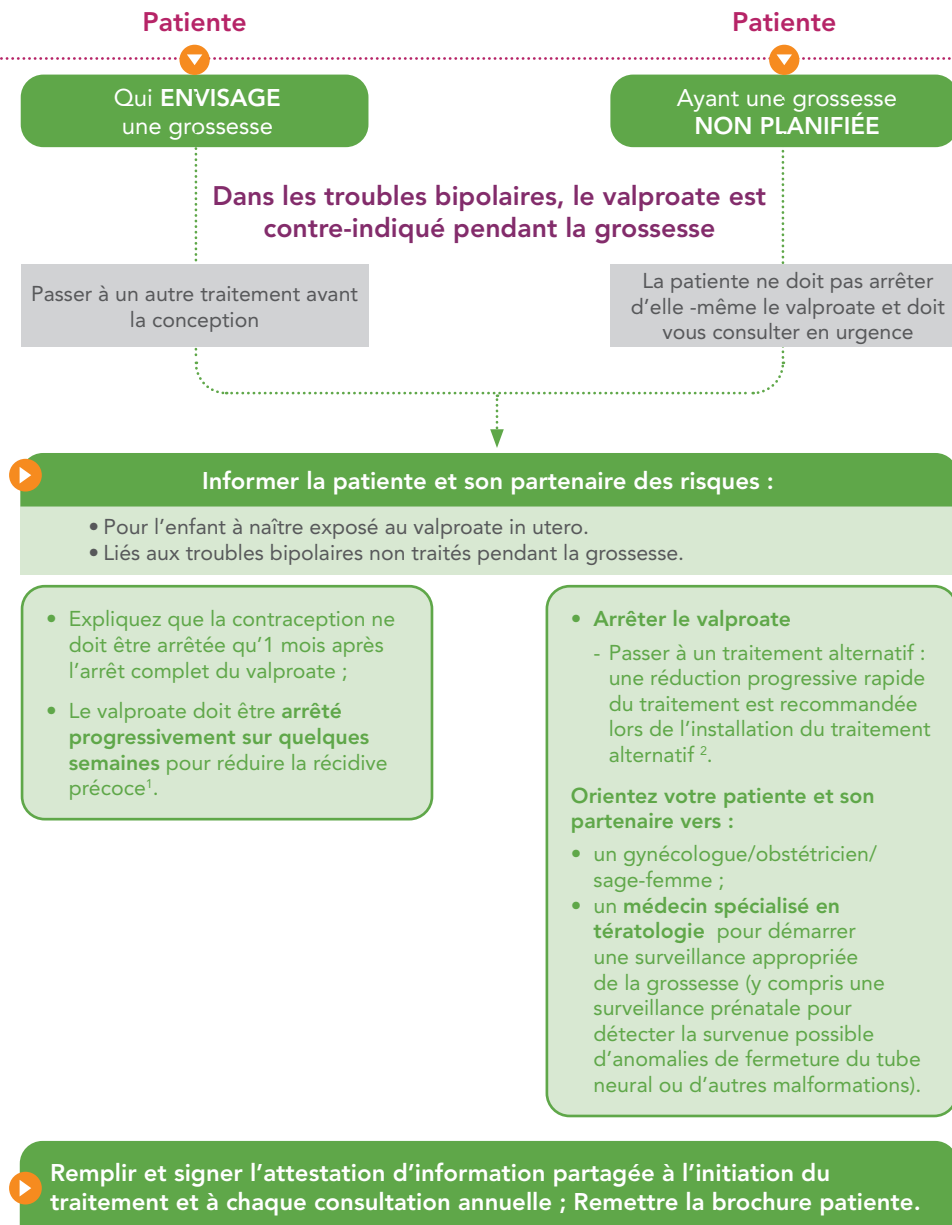 Patiente
Qui ENVISAGE
une grossesse
Patiente
Ayant une grossesse
NON PLANIFIÉE
Dans les troubles bipolaires, le valproate est
contre-indiqué pendant la grossesse
Passer à un autre traitement avant
la conception
La patiente ne doit pas arrêter
d'elle -même le valproate et doit
vous consulter en urgence
Informer la patiente et son partenaire des risques :
• Pour l'enfant à naître exposé au valproate in utero.
• Liés aux troubles bipolaires non traités pendant la grossesse.
• Expliquez que la contraception ne
doit être arrêtée qu'1 mois après
l'arrêt complet du valproate ;
• Le valproate doit être arrêté
progressivement sur quelques
semaines pour réduire la récidive
précoce¹.
• Arrêter le valproate
- Passer à un traitement alternatif :
une réduction progressive rapide
du traitement est recommandée
lors de l'installation du traitement
alternatif ².
Orientez votre patiente et son
partenaire vers :
• un gynécologue/obstétricien/
sage-femme ;
• un médecin spécialisé en
tératologie pour démarrer
une surveillance appropriée
de la grossesse (y compris une
surveillance prénatale pour
détecter la survenue possible
d'anomalies de fermeture du tube
neural ou d'autres malformations).
Remplir et signer l'attestation d'information partagée à l'initiation du
traitement et à chaque consultation annuelle ; Remettre la brochure patiente.